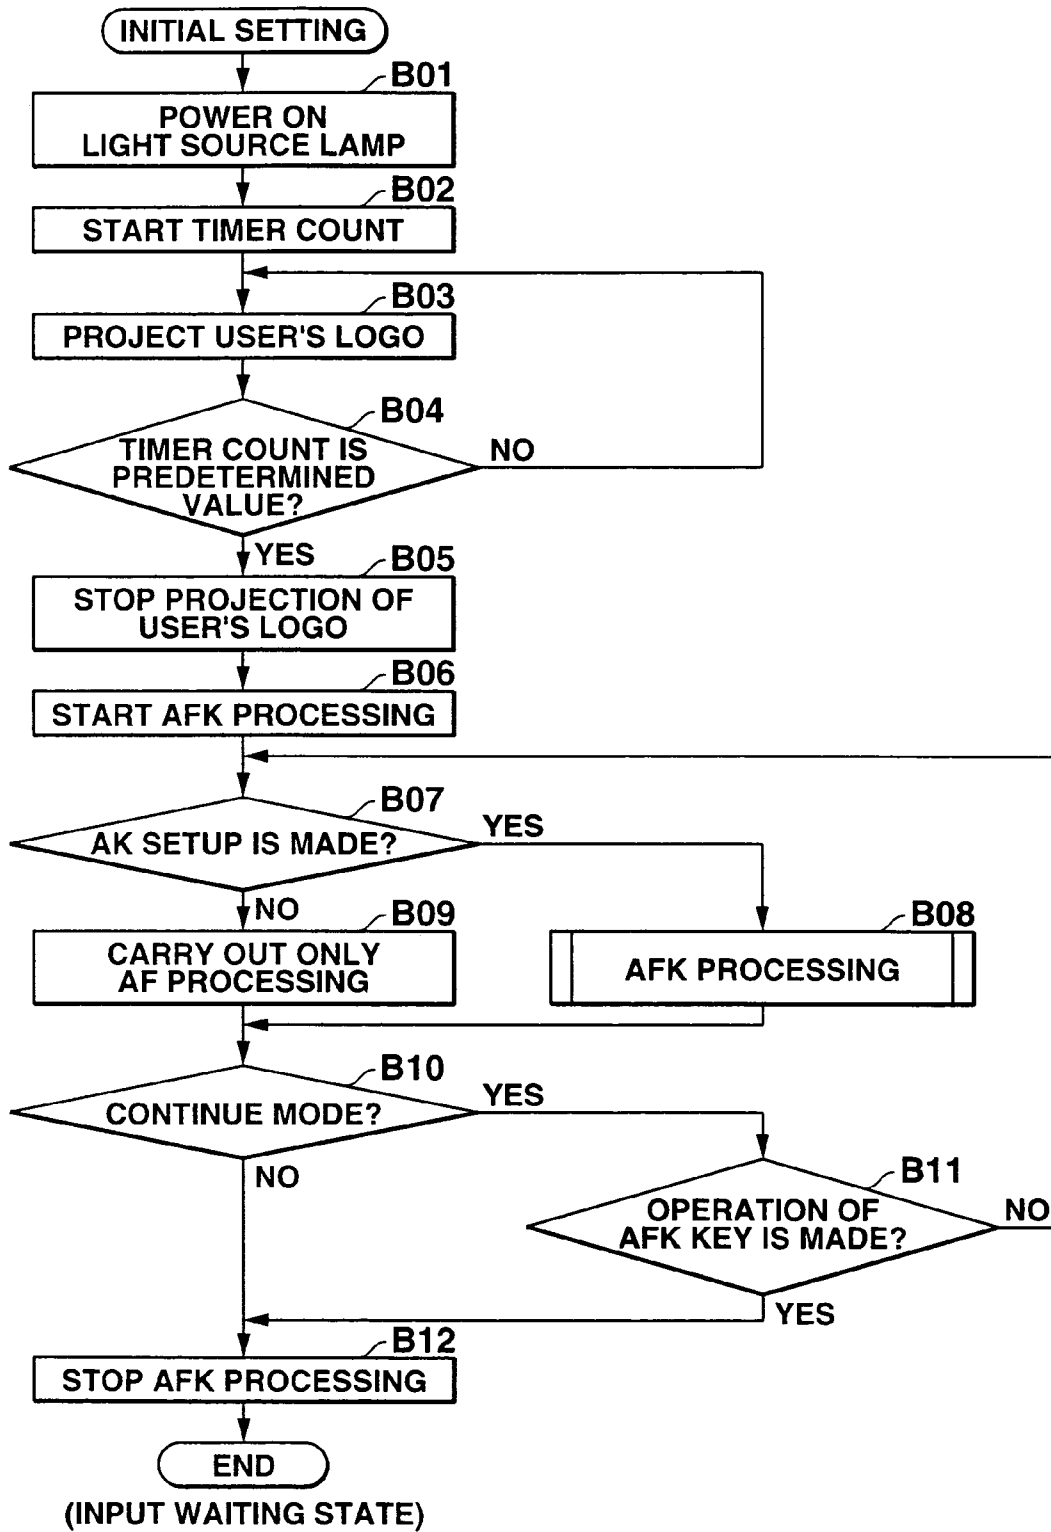 INITIAL SETTING
B01
POWER ON
LIGHT SOURCE LAMP
B02
START TIMER COUNT
B03
PROJECT USER'S LOGO
B04
TIMER COUNT IS
PREDETERMINED
VALUE?
NO
YES
B05
STOP PROJECTION OF
USER'S LOGO
B06
START AFK PROCESSING
B07
AK SETUP IS MADE?
YES
NO
B09
CARRY OUT ONLY
AF PROCESSING
B08
AFK PROCESSING
B10
CONTINUE MODE?
YES
NO
B11
OPERATION OF
AFK KEY IS MADE?
NO
YES
B12
STOP AFK PROCESSING
END
(INPUT WAITING STATE)